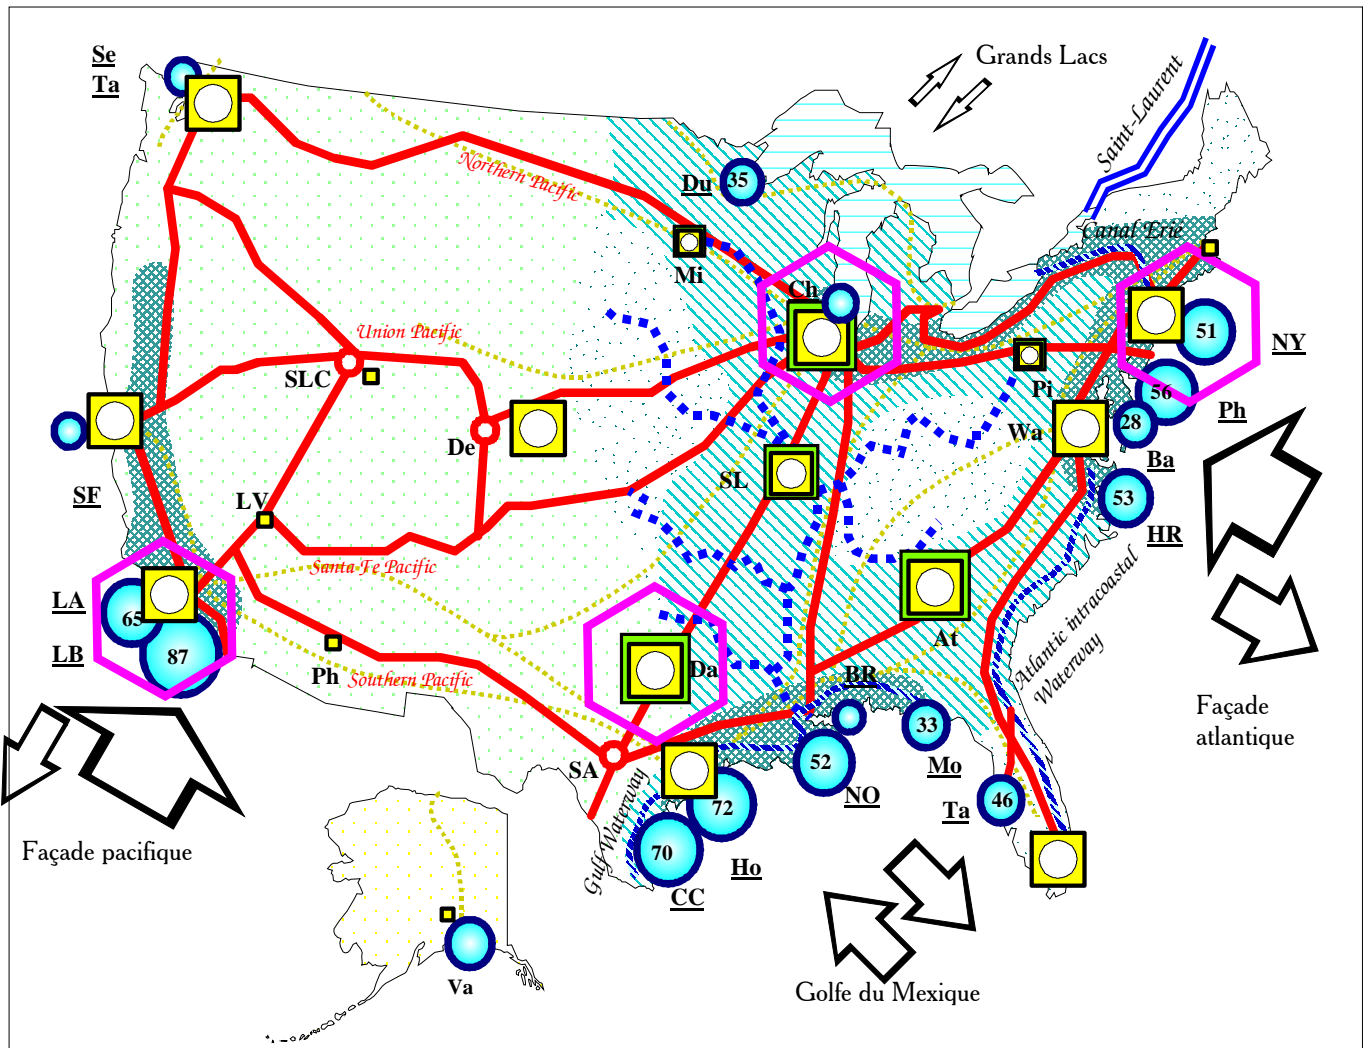 Se
Ta
Grands Lacs
Saint-Laurent
Northern Pacific
Du
35
Canal Erie
Mi
Ch
Union Pacific
51
NY
SLC
Pi
56
Ph
De
Wa
28
Ba
SL
SF
LV
53
HR
Santa Fe Pacific
LA
65
LB
87
At
Atlantic intracoastal
Waterway
Ph
Southern Pacific
Da
BR
Façade
atlantique
33
Mo
SA
52
NO
Ta
46
72
Ho
Gulf Waterway
70
CC
Façade pacifique
Va
Golfe du Mexique